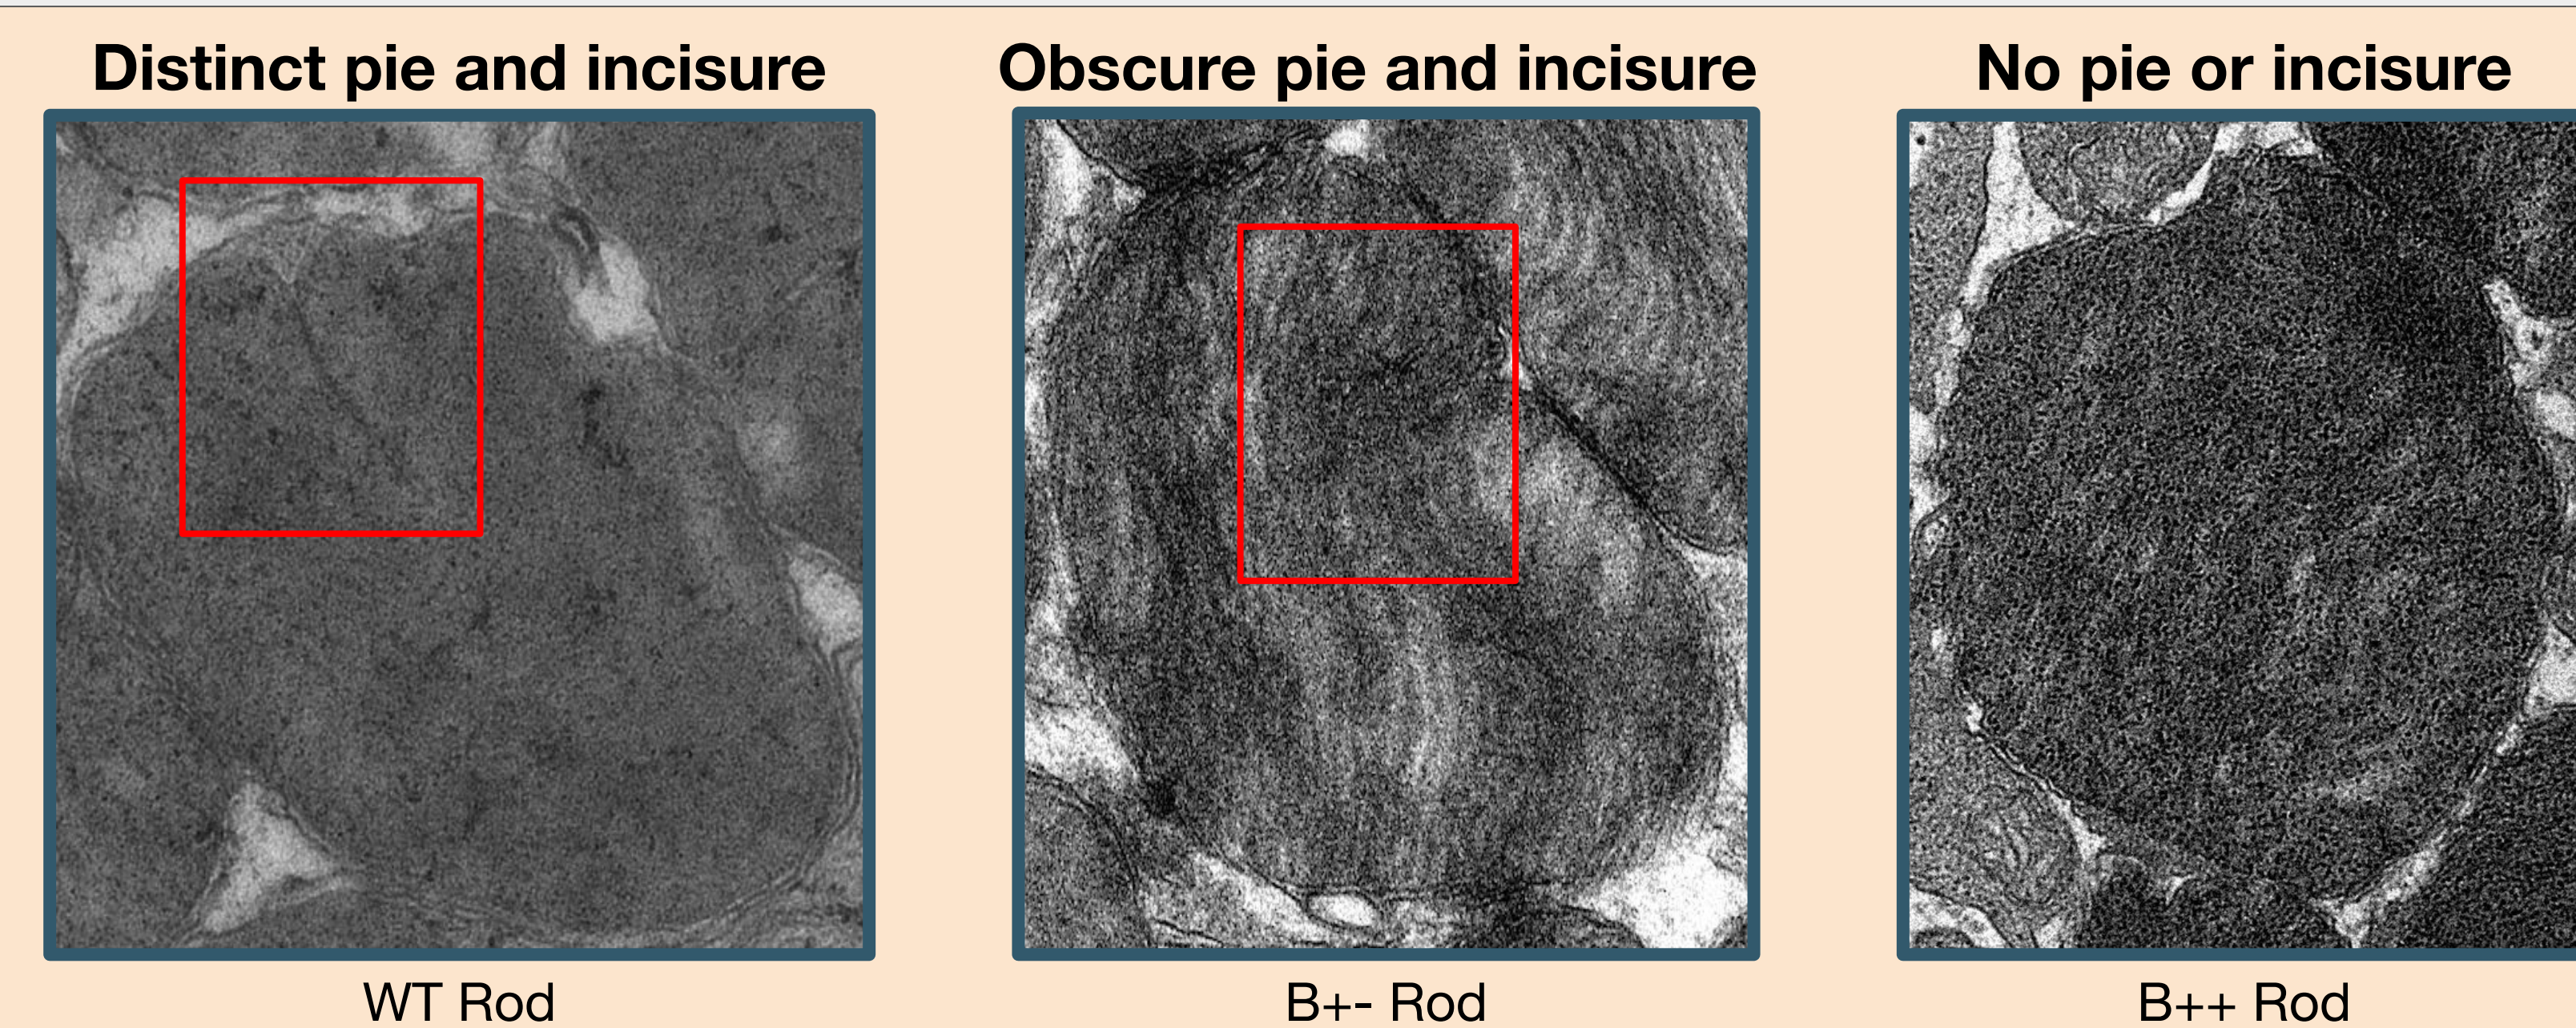 Distinct pie and incisure
Obscure pie and incisure
No pie or incisure
WT Rod
B+- Rod
B++ Rod